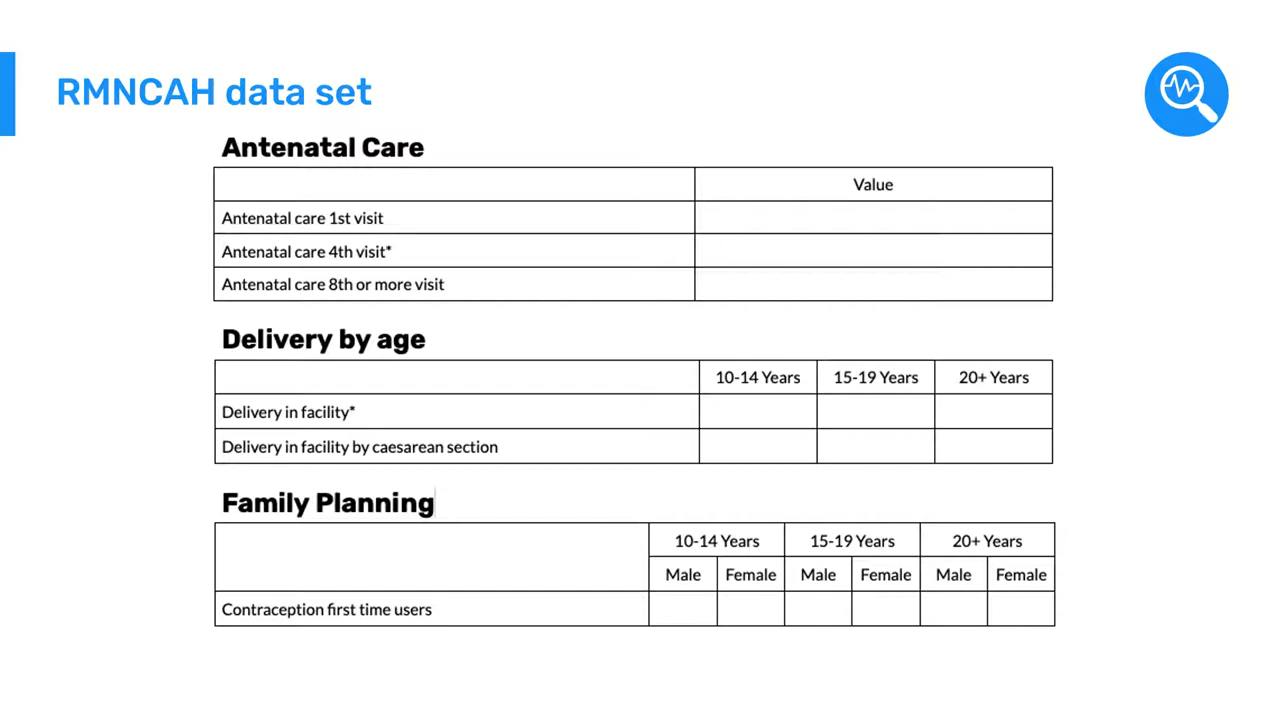 RMNCAH data set
Antenatal Care
Value
Antenatal care 1st visit
Antenatal care 4th visit*
Antenatal care 8th or more visit
Delivery by age
10-14 Years 15-19 Years 20+ Years
Delivery in facility*
Delivery in facility by caesarean section
Family Planning
10-14 Years 15-19 Years 20+ Years
Male Female Male Female Male Female
Contraception first time users